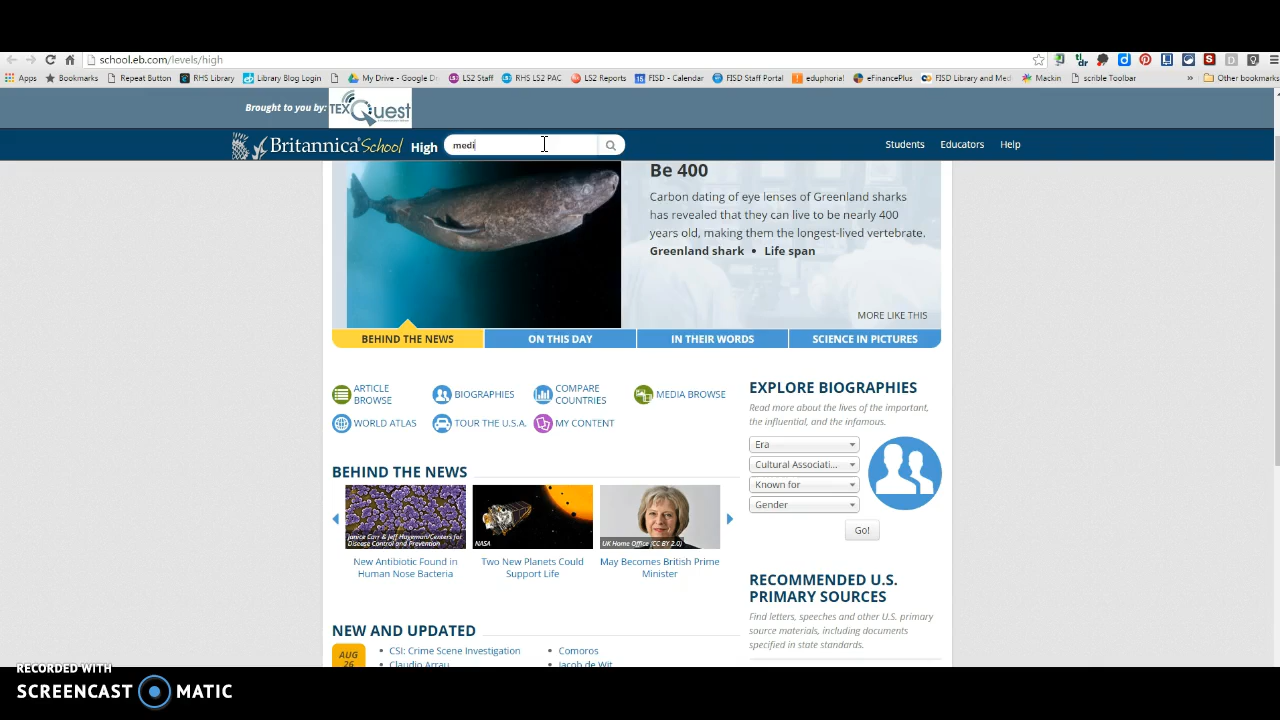 school.eb.com/levels/high
Apps Bookmarks Repeat Button RHS Library Library Blog Login My Drive - Google D LS2 Staff RHS LS2 PAC LS2 Reports FISD - Calendar FISD Staff Portal eduphoria! eFinancePlus FISD Library and Med Mackin scrible Toolbar » Other bookmarks
Brought to you by: TEXQuest
Britannica School High medi Students Educators Help
Be 400
Carbon dating of eye lenses of Greenland sharks
has revealed that they can live to be nearly 400
years old, making them the longest-lived vertebrate.
Greenland shark • Life span
MORE LIKE THIS
BEHIND THE NEWS ON THIS DAY IN THEIR WORDS SCIENCE IN PICTURES
ARTICLE
BROWSE
BIOGRAPHIES
COMPARE
COUNTRIES
MEDIA BROWSE
WORLD ATLAS TOUR THE U.S.A. MY CONTENT
EXPLORE BIOGRAPHIES
Read more about the lives of the important,
the influential, and the infamous.
Era
Cultural Associati...
Known for
Gender
Go!
BEHIND THE NEWS
Janice Carr & Jeff Hageman/Centers for
Disease Control and Prevention
NASA
UK Home Office (CC BY 2.0)
New Antibiotic Found in
Human Nose Bacteria
Two New Planets Could
Support Life
May Becomes British Prime
Minister
RECOMMENDED U.S.
PRIMARY SOURCES
Find letters, speeches and other U.S. primary
source materials, including documents
specified in state standards.
NEW AND UPDATED
AUG
26
• CSI: Crime Scene Investigation
• Claudio Arrau
• Comoros
• Jacob de Wit
RECORDED WITH
SCREENCAST MATIC